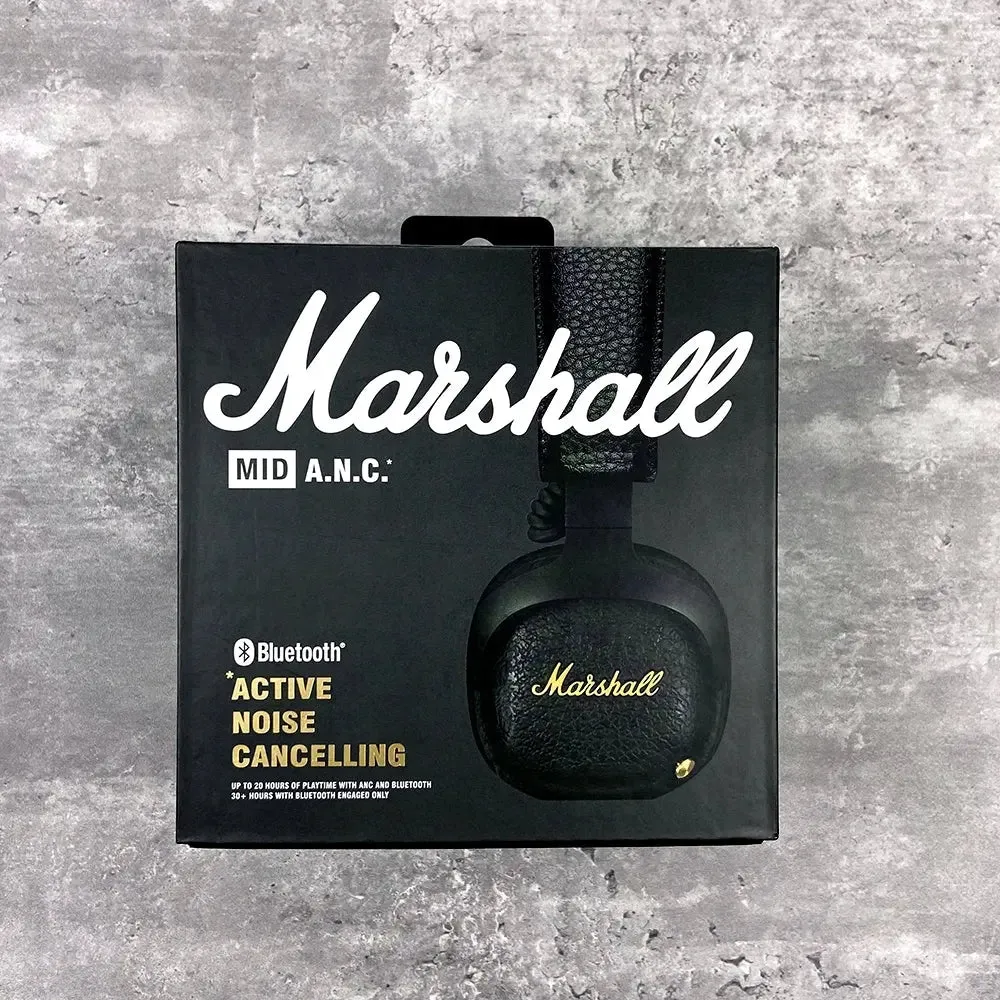 Marshall
MID A.N.C.*
Bluetooth®
*ACTIVE
NOISE
CANCELLING
UP TO 20 HOURS OF PLAYTIME WITH ANC AND BLUETOOTH
30+ HOURS WITH BLUETOOTH ENGAGED ONLY
Marshall